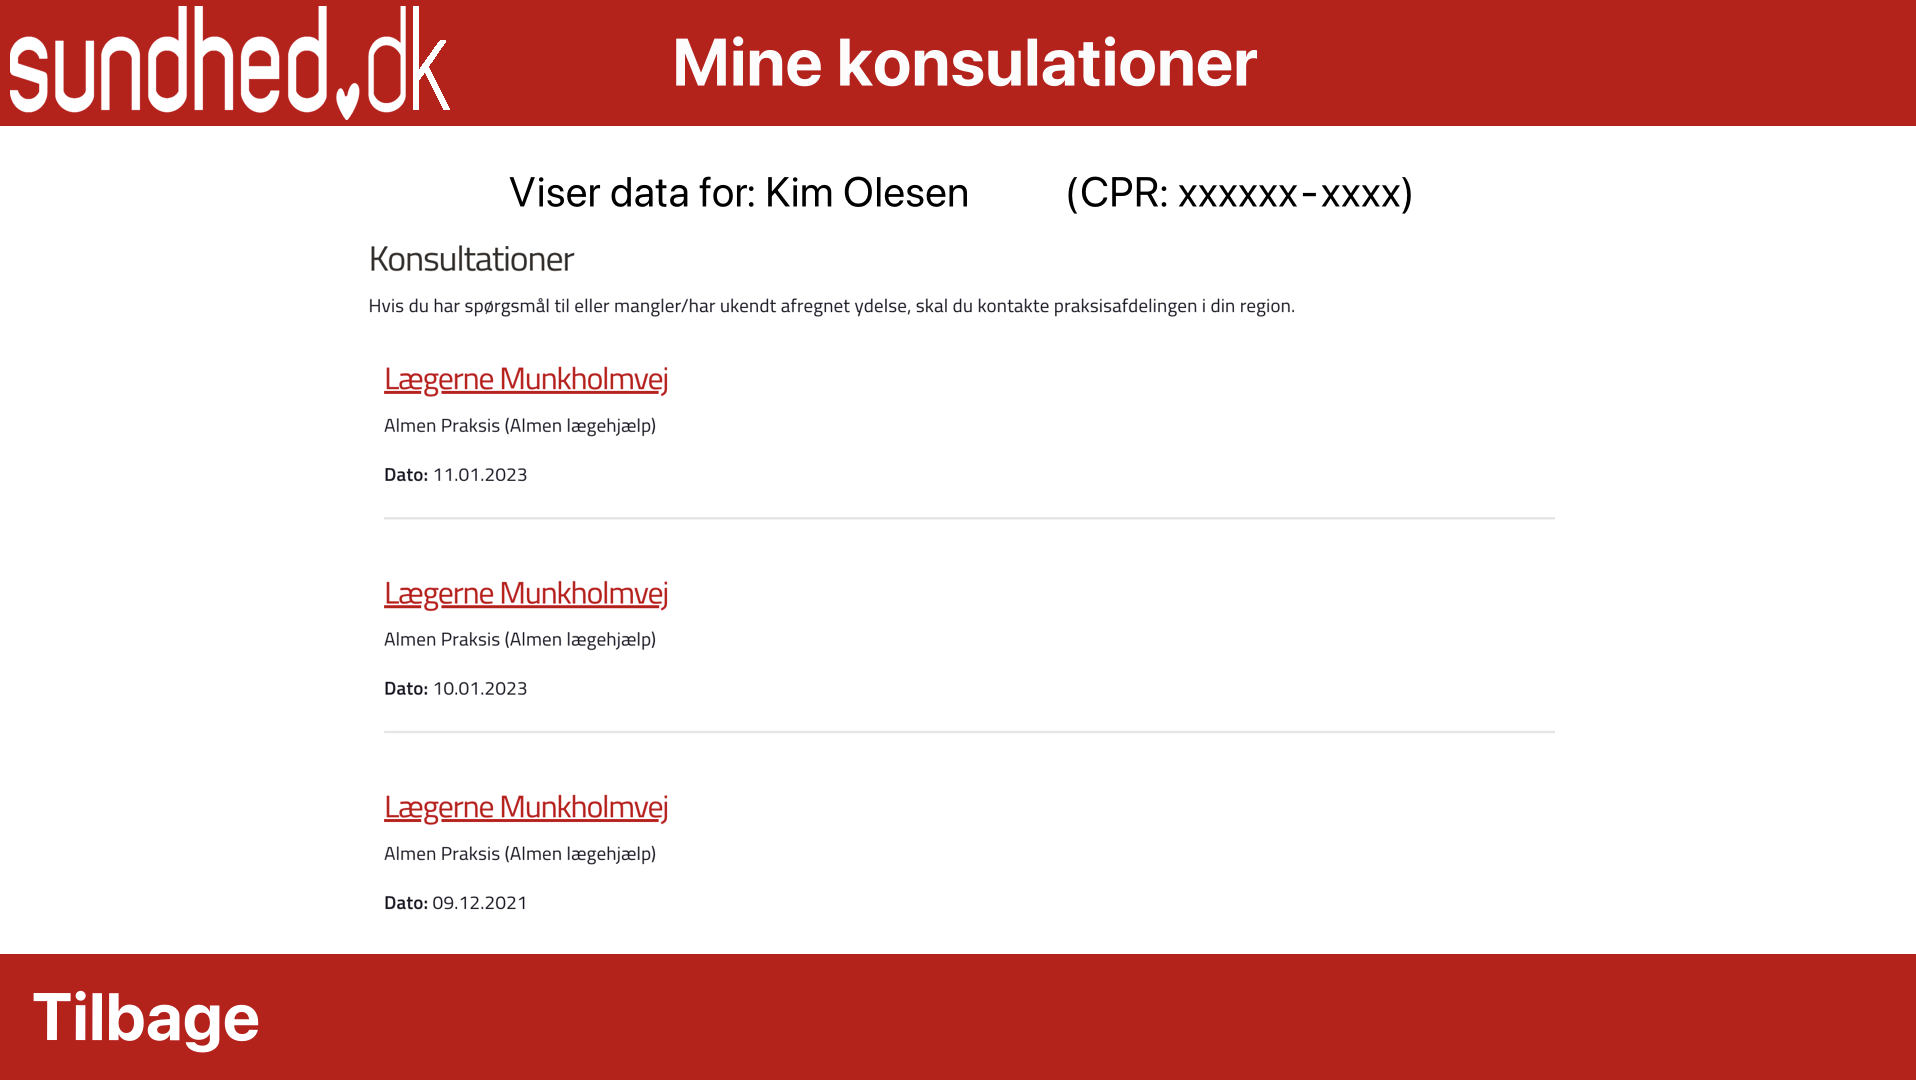 sundhed.dk
Mine konsulationer
Viser data for: Kim Olesen (CPR: xxxxxx-xxxx)
Konsultationer
Hvis du har spørgsmål til eller mangler/har ukendt afregnet ydelse, skal du kontakte praksisafdelingen i din region.
Lægerne Munkholmvej
Almen Praksis (Almen lægehjælp)
Dato: 11.01.2023
Lægerne Munkholmvej
Almen Praksis (Almen lægehjælp)
Dato: 10.01.2023
Lægerne Munkholmvej
Almen Praksis (Almen lægehjælp)
Dato: 09.12.2021
Tilbage